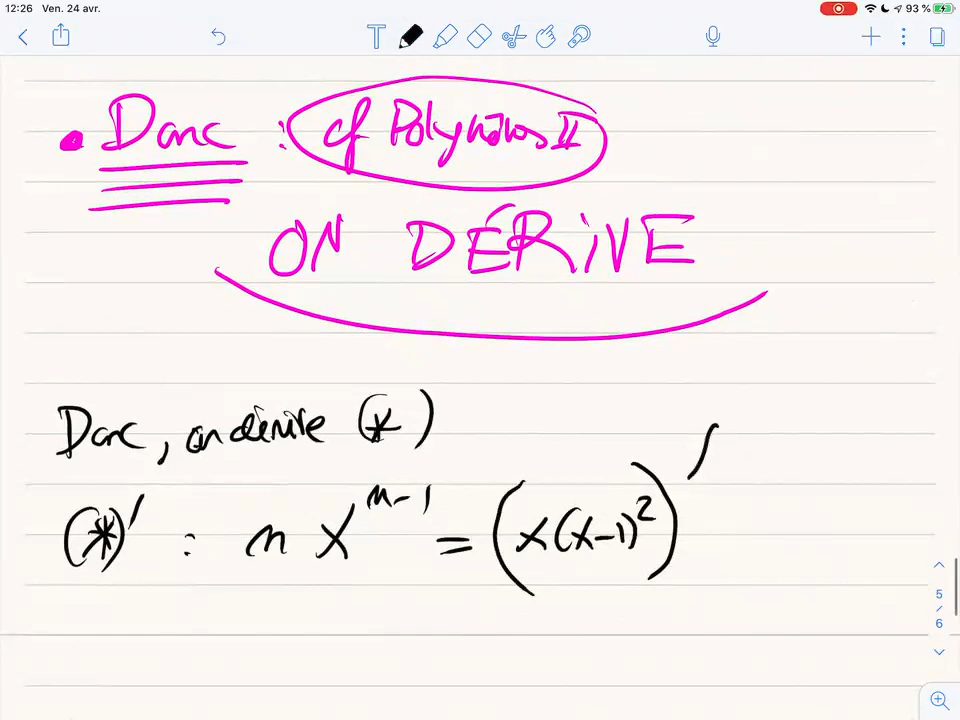 12:26 Ven. 24 avr. 93 %
T
• Donc : cf Polynômes II
ON DÉRIVE
Donc, on dérive (*)
(*)' : n X^{n-1} = (X(X-1)^2)'
5
/
6